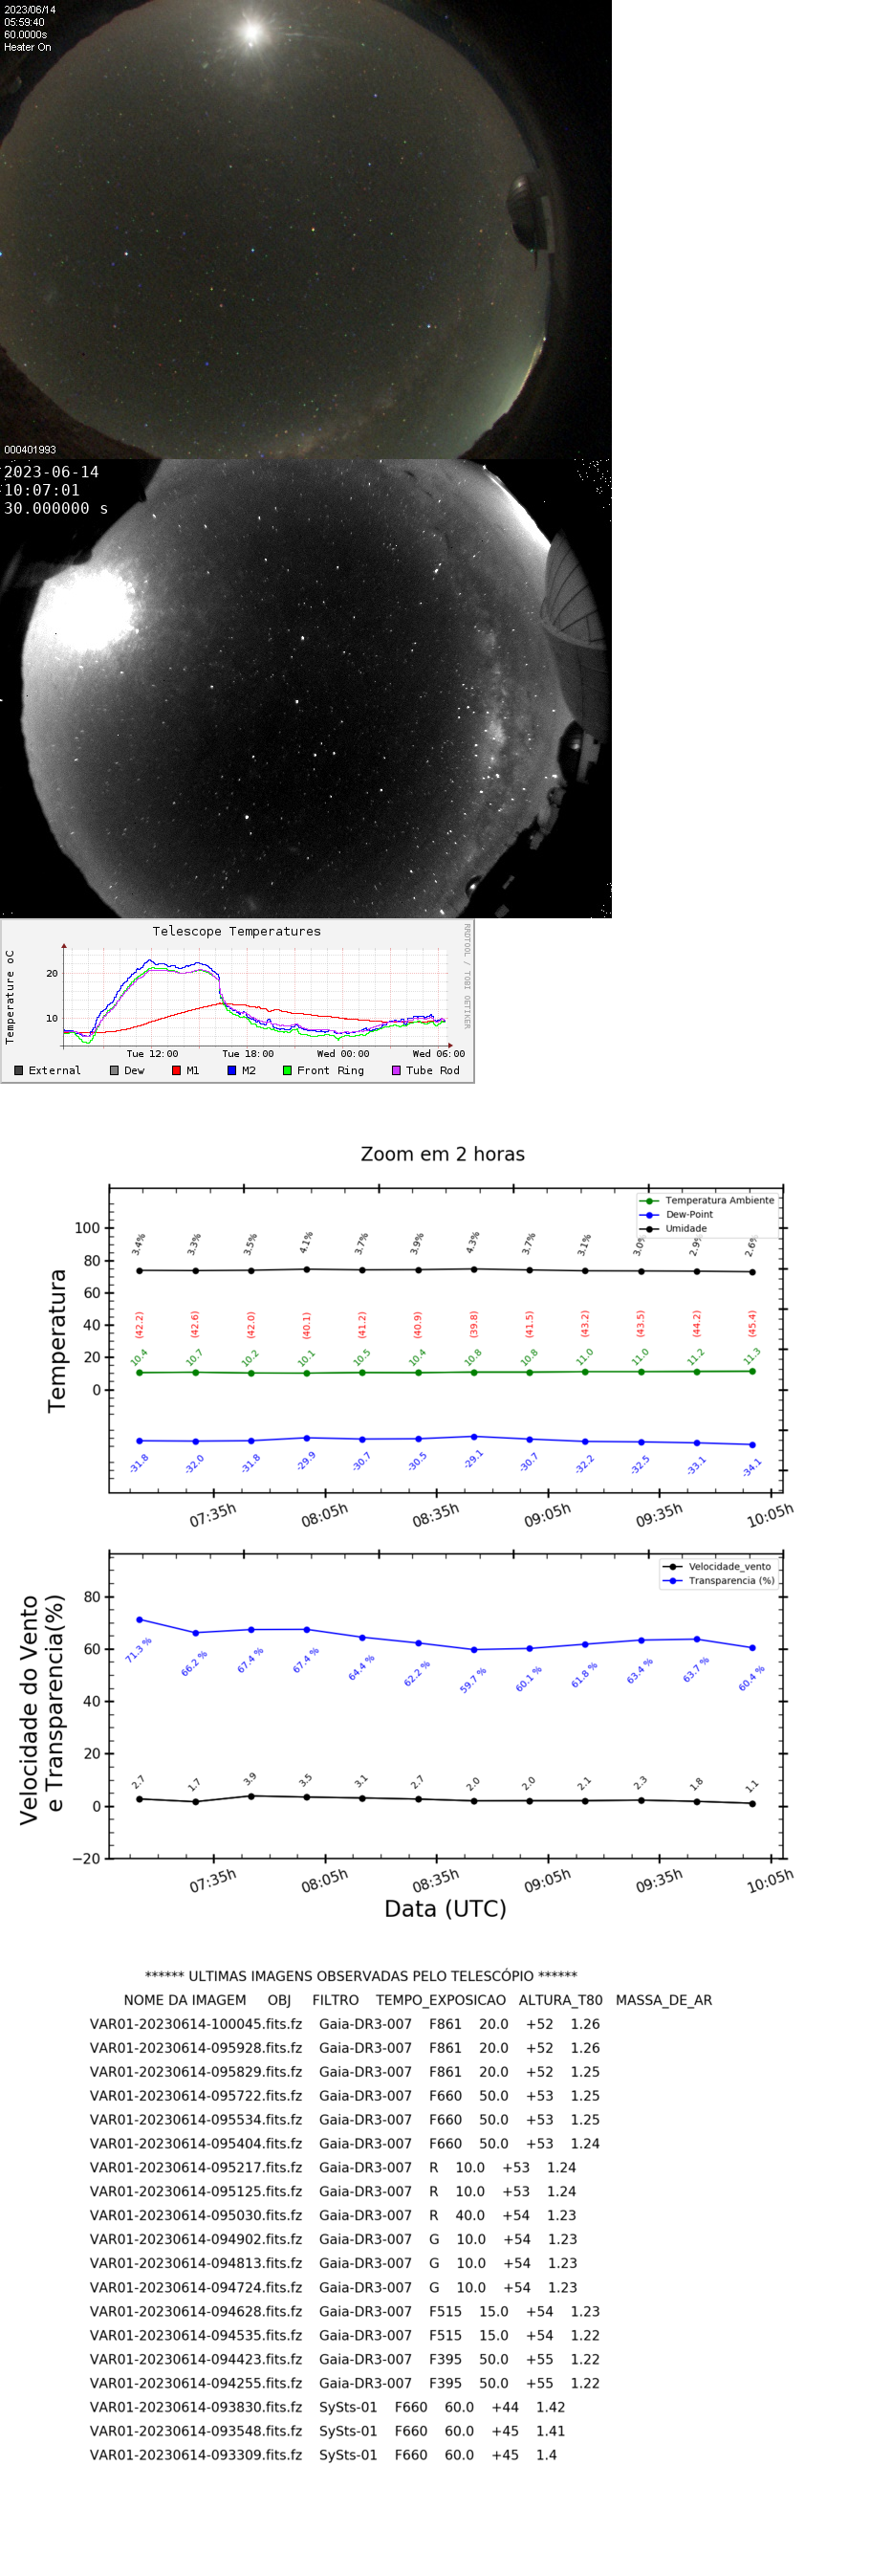 2023/06/14
05:59:40
60.0000s
Heater On
000401993
2023-06-14
10:07:01
30.000000 s
Telescope Temperatures
RRDTOOL / TOBI OETIKER
Temperature oC
20
10
Tue 12:00 Tue 18:00 Wed 00:00 Wed 06:00
External Dew M1 M2 Front Ring Tube Rod
Zoom em 2 horas
Temperatura
Temperatura Ambiente
Dew-Point
Umidade
100
80
60
40
20
0
3.4% 3.3% 3.5% 4.1% 3.7% 3.9% 4.3% 3.7% 3.1% 3.0% 2.9% 2.6%
(42.2) (42.6) (42.0) (40.1) (41.2) (40.9) (39.8) (41.5) (43.2) (43.5) (44.2) (45.4)
10.4 10.7 10.2 10.1 10.5 10.4 10.8 10.8 11.0 11.0 11.2 11.3
-31.8 -32.0 -31.8 -29.9 -30.7 -30.5 -29.1 -30.7 -32.2 -32.5 -33.1 -34.1
07:35h 08:05h 08:35h 09:05h 09:35h 10:05h
Velocidade do Vento
e Transparencia(%)
Velocidade_vento
Transparencia (%)
80
60
40
20
0
−20
71.3 % 66.2 % 67.4 % 67.4 % 64.4 % 62.2 % 59.7 % 60.1 % 61.8 % 63.4 % 63.7 % 60.4 %
2.7 1.7 3.9 3.5 3.1 2.7 2.0 2.0 2.1 2.3 1.8 1.1
07:35h 08:05h 08:35h 09:05h 09:35h 10:05h
Data (UTC)
****** ULTIMAS IMAGENS OBSERVADAS PELO TELESCÓPIO ******
NOME DA IMAGEM OBJ FILTRO TEMPO_EXPOSICAO ALTURA_T80 MASSA_DE_AR
VAR01-20230614-100045.fits.fz Gaia-DR3-007 F861 20.0 +52 1.26
VAR01-20230614-095928.fits.fz Gaia-DR3-007 F861 20.0 +52 1.26
VAR01-20230614-095829.fits.fz Gaia-DR3-007 F861 20.0 +52 1.25
VAR01-20230614-095722.fits.fz Gaia-DR3-007 F660 50.0 +53 1.25
VAR01-20230614-095534.fits.fz Gaia-DR3-007 F660 50.0 +53 1.25
VAR01-20230614-095404.fits.fz Gaia-DR3-007 F660 50.0 +53 1.24
VAR01-20230614-095217.fits.fz Gaia-DR3-007 R 10.0 +53 1.24
VAR01-20230614-095125.fits.fz Gaia-DR3-007 R 10.0 +53 1.24
VAR01-20230614-095030.fits.fz Gaia-DR3-007 R 40.0 +54 1.23
VAR01-20230614-094902.fits.fz Gaia-DR3-007 G 10.0 +54 1.23
VAR01-20230614-094813.fits.fz Gaia-DR3-007 G 10.0 +54 1.23
VAR01-20230614-094724.fits.fz Gaia-DR3-007 G 10.0 +54 1.23
VAR01-20230614-094628.fits.fz Gaia-DR3-007 F515 15.0 +54 1.23
VAR01-20230614-094535.fits.fz Gaia-DR3-007 F515 15.0 +54 1.22
VAR01-20230614-094423.fits.fz Gaia-DR3-007 F395 50.0 +55 1.22
VAR01-20230614-094255.fits.fz Gaia-DR3-007 F395 50.0 +55 1.22
VAR01-20230614-093830.fits.fz SySts-01 F660 60.0 +44 1.42
VAR01-20230614-093548.fits.fz SySts-01 F660 60.0 +45 1.41
VAR01-20230614-093309.fits.fz SySts-01 F660 60.0 +45 1.4